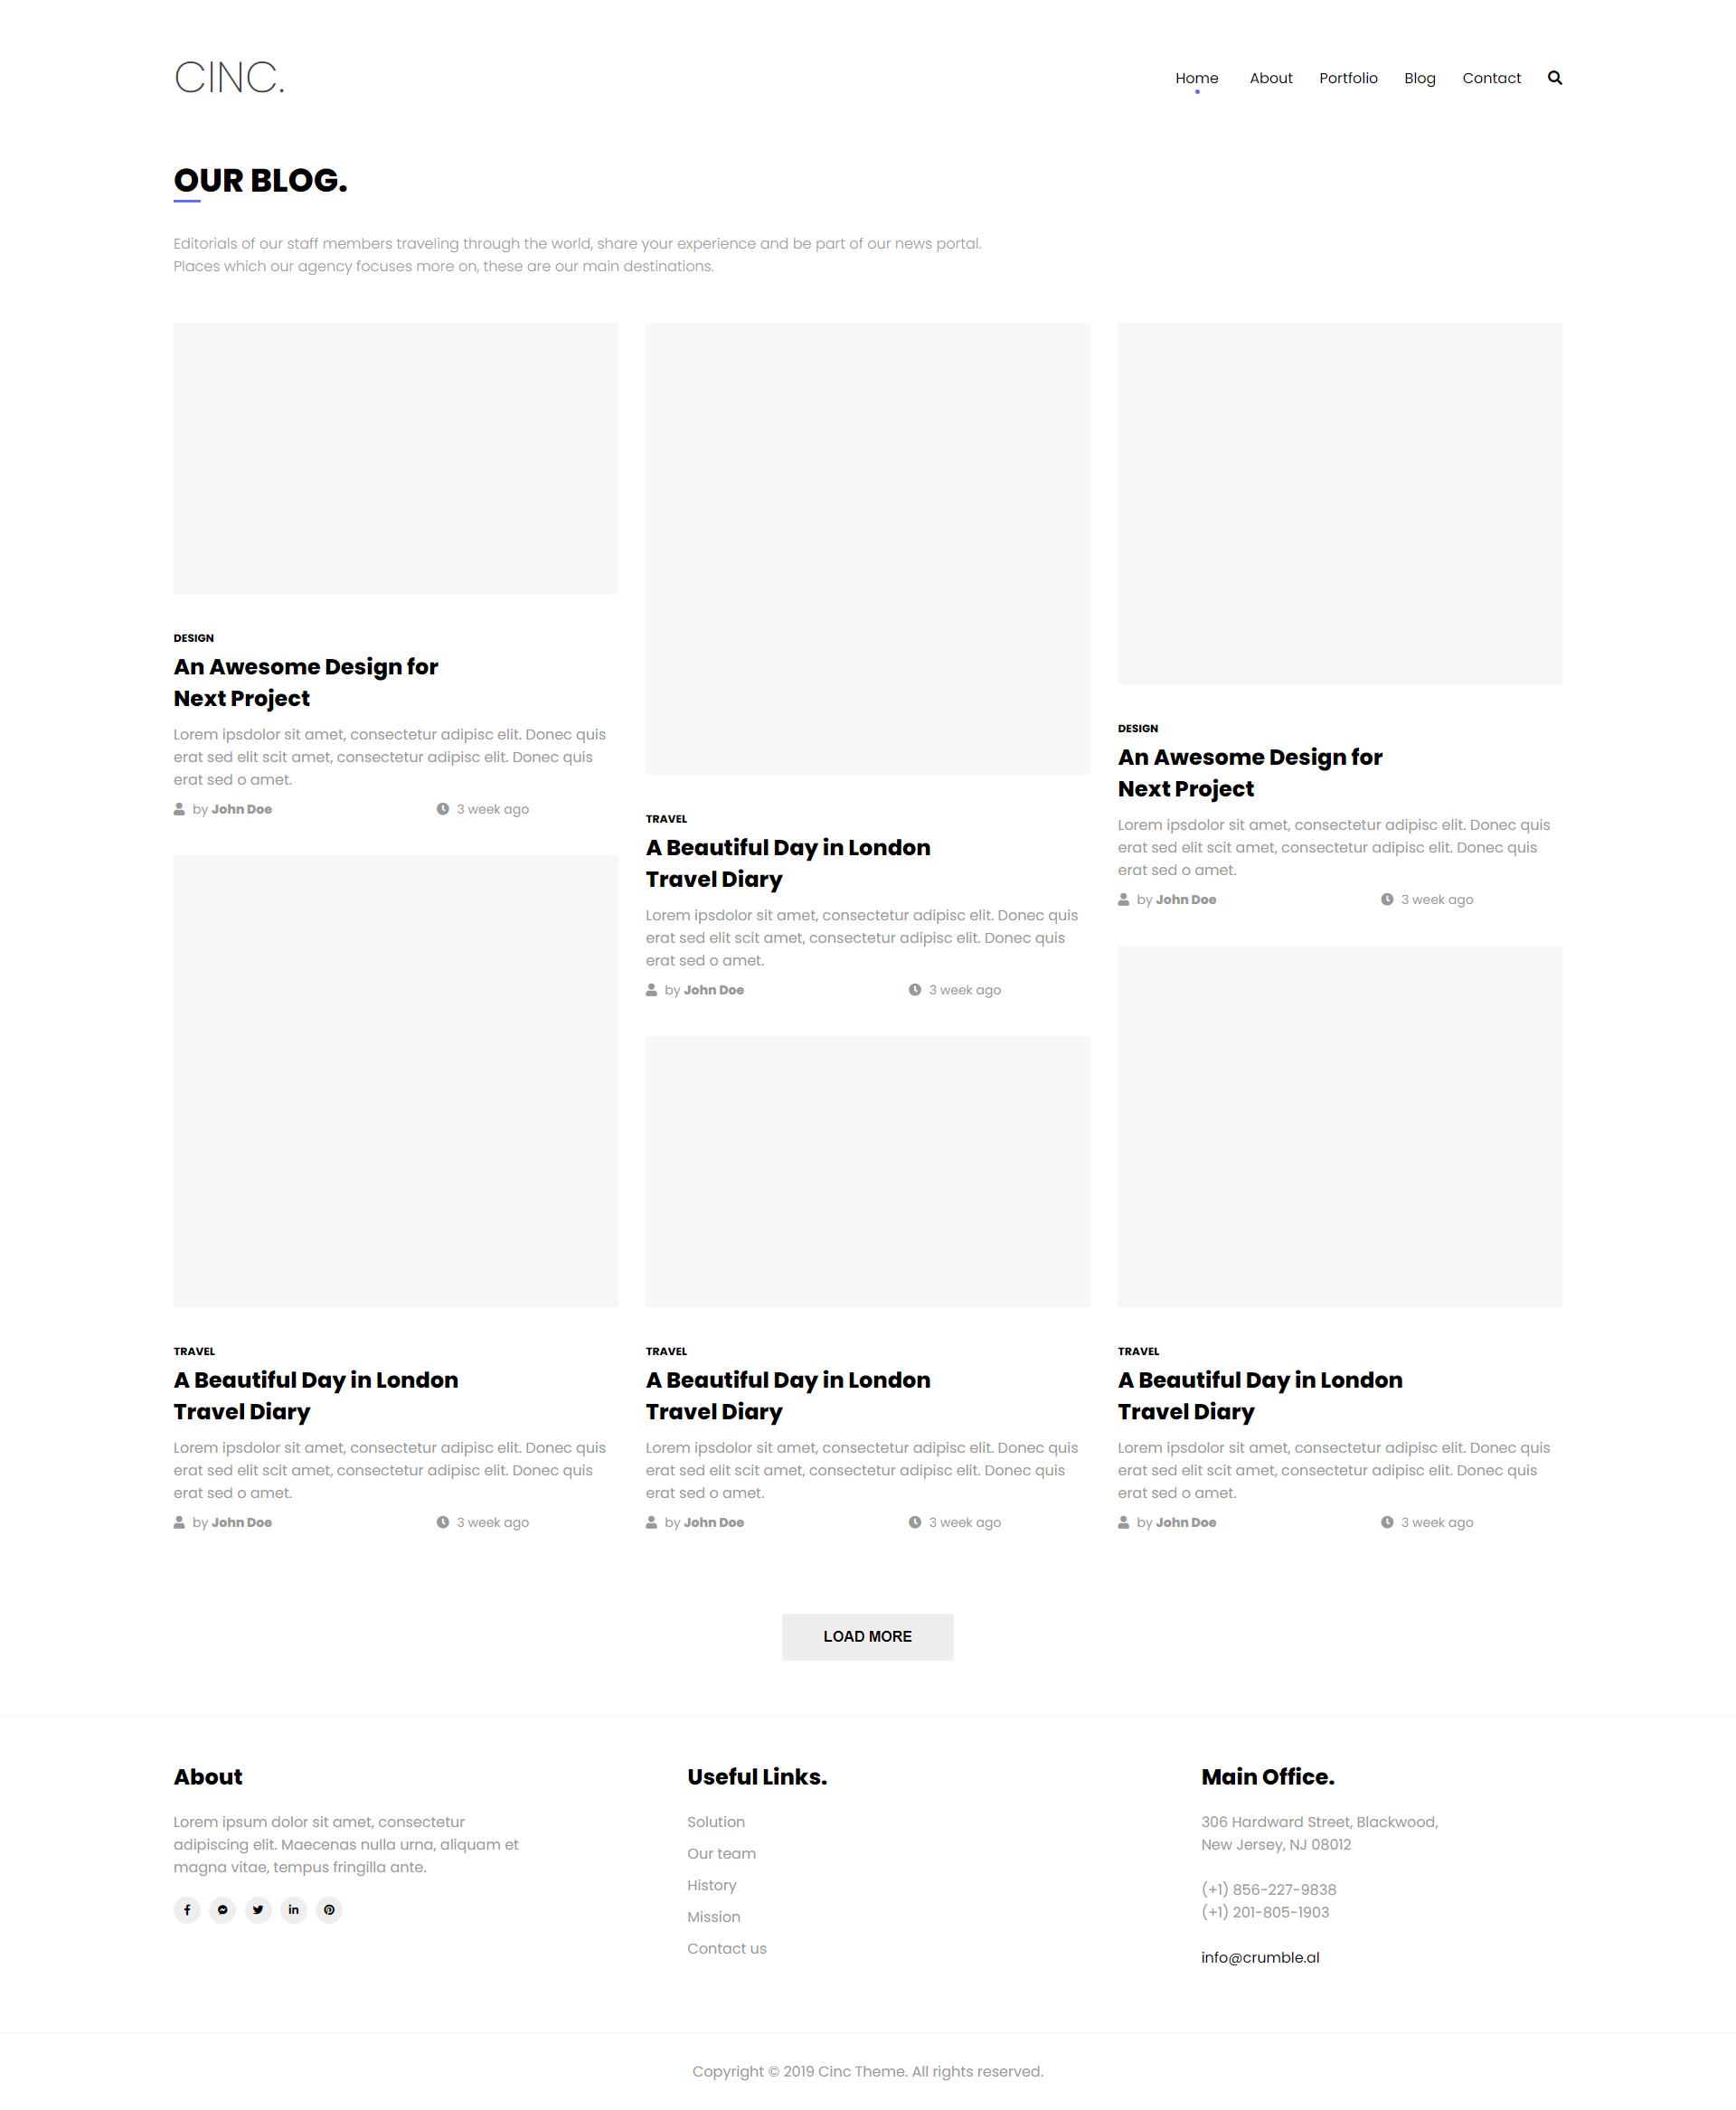 CINC.
Home About Portfolio Blog Contact
OUR BLOG.
Editorials of our staff members traveling through the world, share your experience and be part of our news portal.
Places which our agency focuses more on, these are our main destinations.
DESIGN
An Awesome Design for
Next Project
Lorem ipsdolor sit amet, consectetur adipisc elit. Donec quis
erat sed elit scit amet, consectetur adipisc elit. Donec quis
erat sed o amet.
by John Doe 3 week ago
TRAVEL
A Beautiful Day in London
Travel Diary
Lorem ipsdolor sit amet, consectetur adipisc elit. Donec quis
erat sed elit scit amet, consectetur adipisc elit. Donec quis
erat sed o amet.
by John Doe 3 week ago
DESIGN
An Awesome Design for
Next Project
Lorem ipsdolor sit amet, consectetur adipisc elit. Donec quis
erat sed elit scit amet, consectetur adipisc elit. Donec quis
erat sed o amet.
by John Doe 3 week ago
TRAVEL
A Beautiful Day in London
Travel Diary
Lorem ipsdolor sit amet, consectetur adipisc elit. Donec quis
erat sed elit scit amet, consectetur adipisc elit. Donec quis
erat sed o amet.
by John Doe 3 week ago
TRAVEL
A Beautiful Day in London
Travel Diary
Lorem ipsdolor sit amet, consectetur adipisc elit. Donec quis
erat sed elit scit amet, consectetur adipisc elit. Donec quis
erat sed o amet.
by John Doe 3 week ago
TRAVEL
A Beautiful Day in London
Travel Diary
Lorem ipsdolor sit amet, consectetur adipisc elit. Donec quis
erat sed elit scit amet, consectetur adipisc elit. Donec quis
erat sed o amet.
by John Doe 3 week ago
LOAD MORE
About
Lorem ipsum dolor sit amet, consectetur
adipiscing elit. Maecenas nulla urna, aliquam et
magna vitae, tempus fringilla ante.
Useful Links.
Solution
Our team
History
Mission
Contact us
Main Office.
306 Hardward Street, Blackwood,
New Jersey, NJ 08012
(+1) 856-227-9838
(+1) 201-805-1903
info@crumble.al
Copyright © 2019 Cinc Theme. All rights reserved.